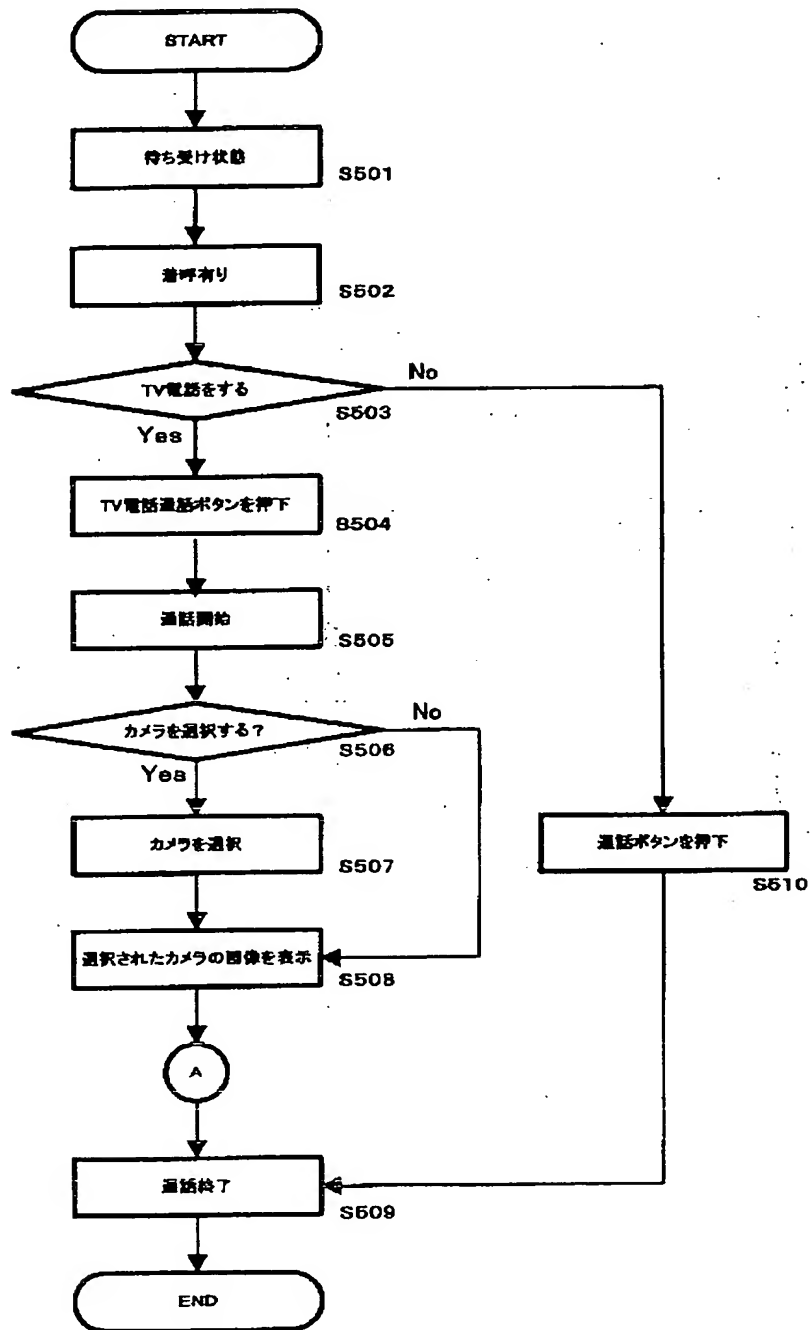 START
待ち受け状態
S501
着呼有り
S502
TV電話をする
No
S503
Yes
TV電話通話ボタンを押下
S504
通話開始
S505
カメラを選択する?
No
S506
Yes
カメラを選択
S507
通話ボタンを押下
S510
選択されたカメラの画像を表示
S508
A
通話終了
S509
END